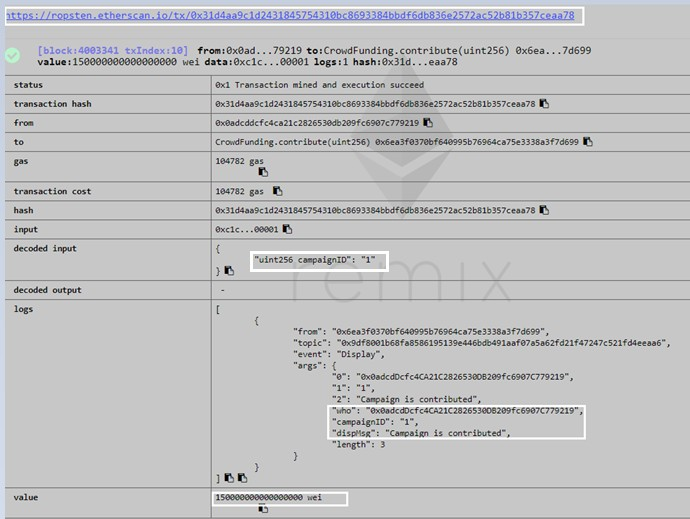 https://ropsten.etherscan.io/tx/0x31d4aa9c1d2431845754310bc8693384bbdf6db836e2572ac52b81b357ceaa78
[block:4003341 txIndex:10] from:0x0ad...79219 to:CrowdFunding.contribute(uint256) 0x6ea...7d699
value:150000000000000000 wei data:0xc1c...00001 logs:1 hash:0x31d...eaa78
status 0x1 Transaction mined and execution succeed
transaction hash 0x31d4aa9c1d2431845754310bc8693384bbdf6db836e2572ac52b81b357ceaa78
from 0x0adcddcfc4ca21c2826530db209fc6907c779219
to CrowdFunding.contribute(uint256) 0x6ea3f0370bf640995b76964ca75e3338a3f7d699
gas 104782 gas
transaction cost 104782 gas
hash 0x31d4aa9c1d2431845754310bc8693384bbdf6db836e2572ac52b81b357ceaa78
input 0xc1c...00001
decoded input {
"uint256 campaignID": "1"
}
decoded output -
remix
logs [
{
"from": "0x6ea3f0370bf640995b76964ca75e3338a3f7d699",
"topic": "0x9df8001b68fa8586195139e446bdb491aaf07a5a62fd21f47247c521fd4eeaa6",
"event": "Display",
"args": {
"0": "0x0adcdDcfc4CA21C2826530DB209fc6907C779219",
"1": "1",
"2": "Campaign is contributed",
"who": "0x0adcdDcfc4CA21C2826530DB209fc6907C779219",
"campaignID": "1",
"dispMsg": "Campaign is contributed",
"length": 3
}
}
]
value 150000000000000000 wei